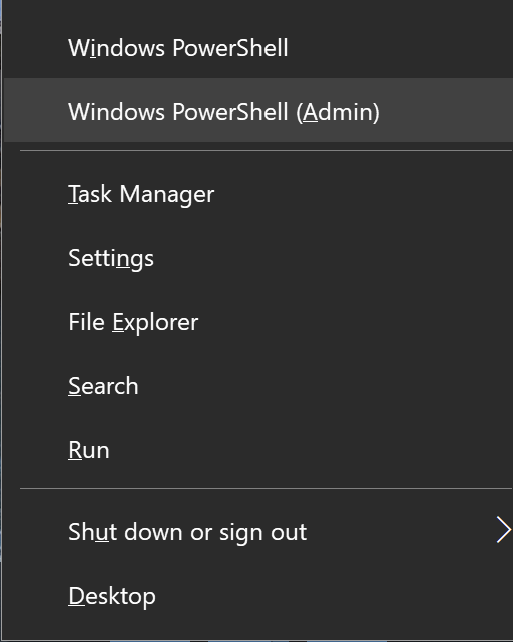 Windows PowerShell
Windows PowerShell (Admin)
Task Manager
Settings
File Explorer
Search
Run
Shut down or sign out
Desktop